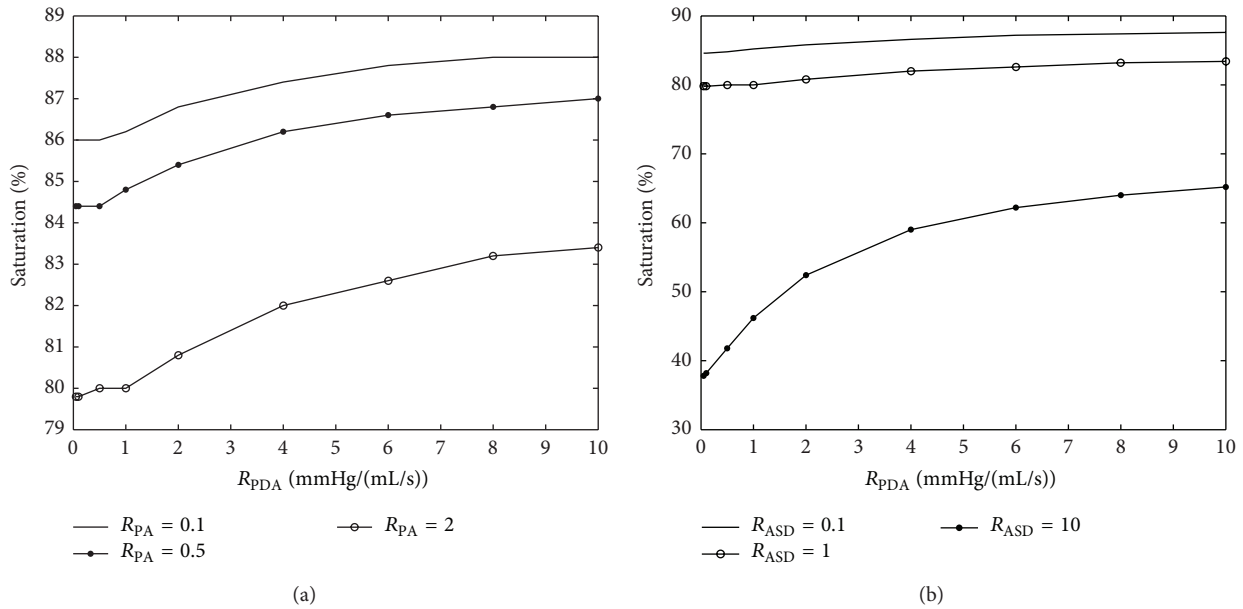 88
87
86
85
84
83
82
81
80
79
Saturation (%)
0 1 2 3 4 5 6 7 8 9 10
R_PDA (mmHg/(mL/s))
R_PA = 0.1
R_PA = 0.5
R_PA = 2
(a)
90
80
70
60
50
40
30
Saturation (%)
0 1 2 3 4 5 6 7 8 9 10
R_PDA (mmHg/(mL/s))
R_ASD = 0.1
R_ASD = 1
R_ASD = 10
(b)